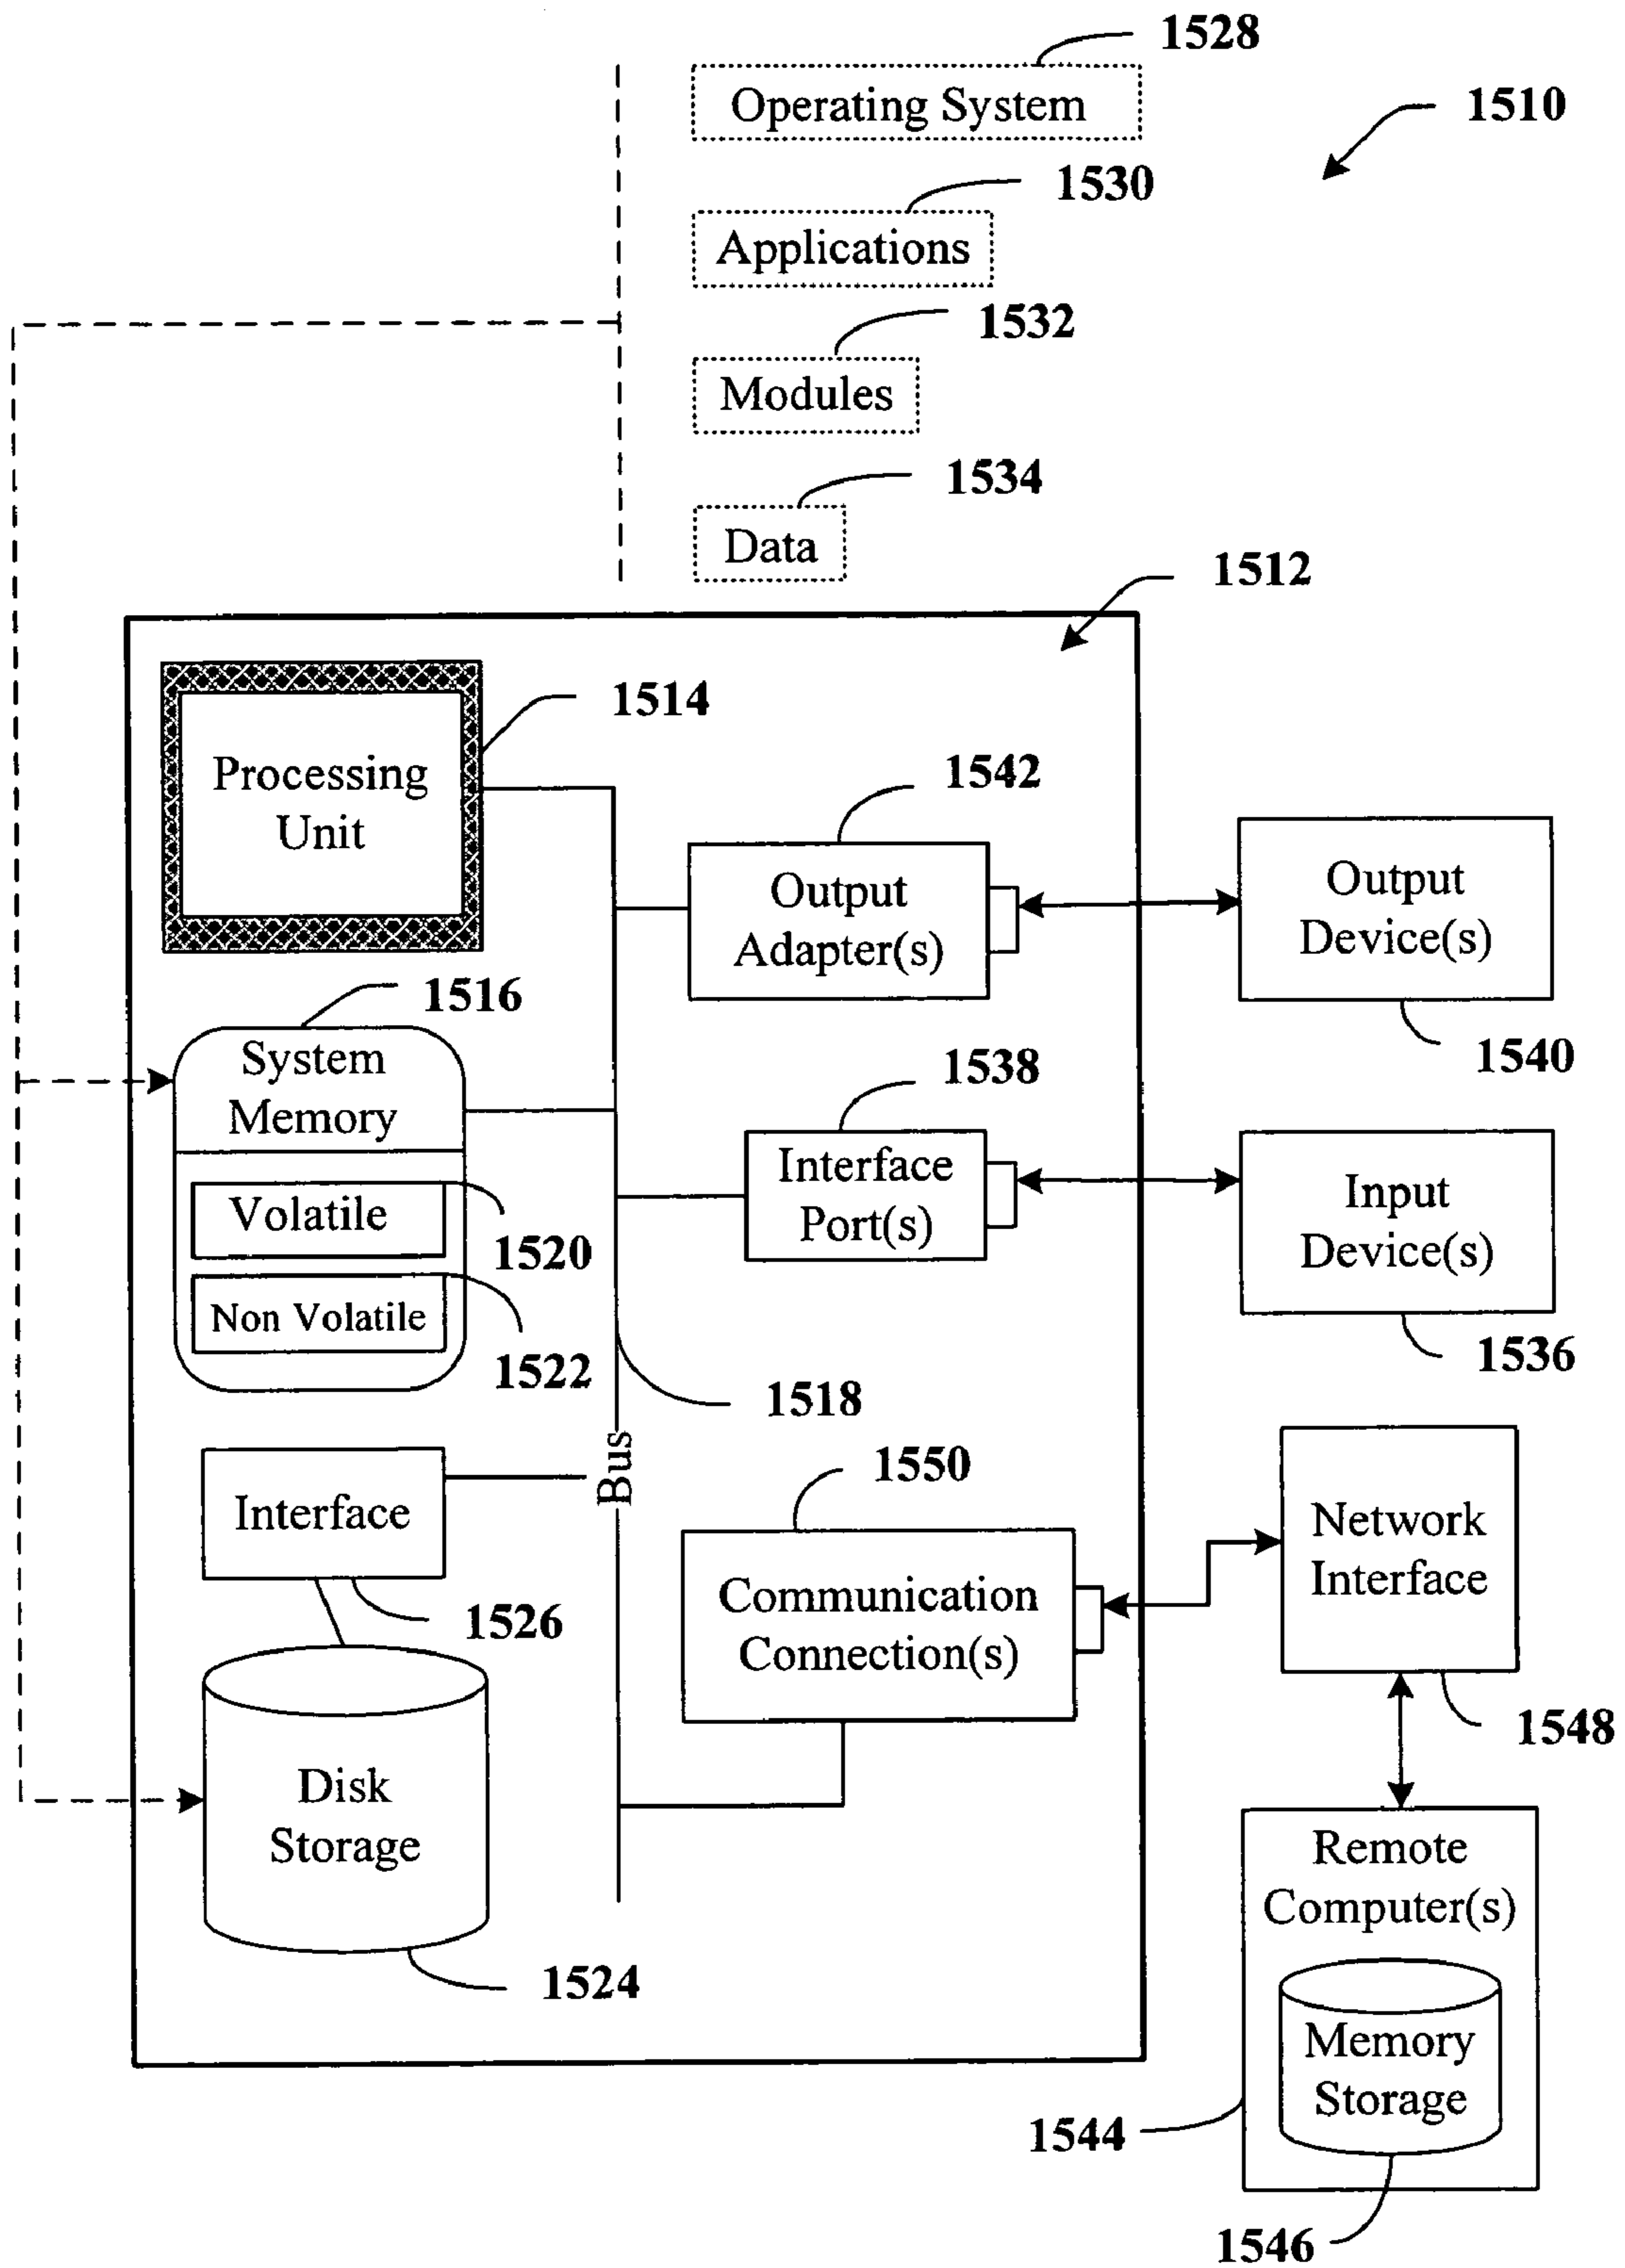 1528
Operating System
1510
1530
Applications
1532
Modules
1534
Data
1512
1514
Processing
Unit
1542
Output
Adapter(s)
Output
Device(s)
1540
1516
System
Memory
1538
Interface
Port(s)
Input
Device(s)
1536
Volatile
1520
Non Volatile
1522
1518
Bus
Interface
1526
1550
Communication
Connection(s)
Network
Interface
1548
Disk
Storage
1524
Remote
Computer(s)
Memory
Storage
1544
1546